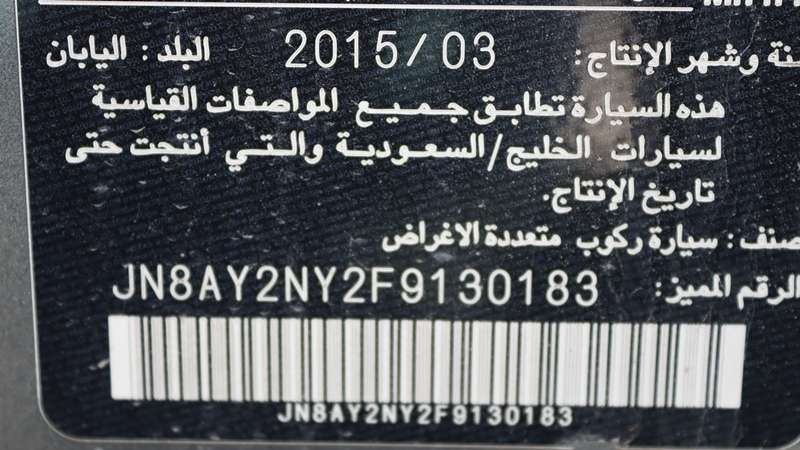 سنة وشهر الإنتاج: 2015/03 البلد: اليابان
هذه السيارة تطابق جميع المواصفات القياسية
لسيارات الخليج/السعودية والتي أنتجت حتى
تاريخ الإنتاج.
صنف: سيارة ركوب متعددة الاغراض
الرقم المميز: JN8AY2NY2F9130183
JN8AY2NY2F9130183